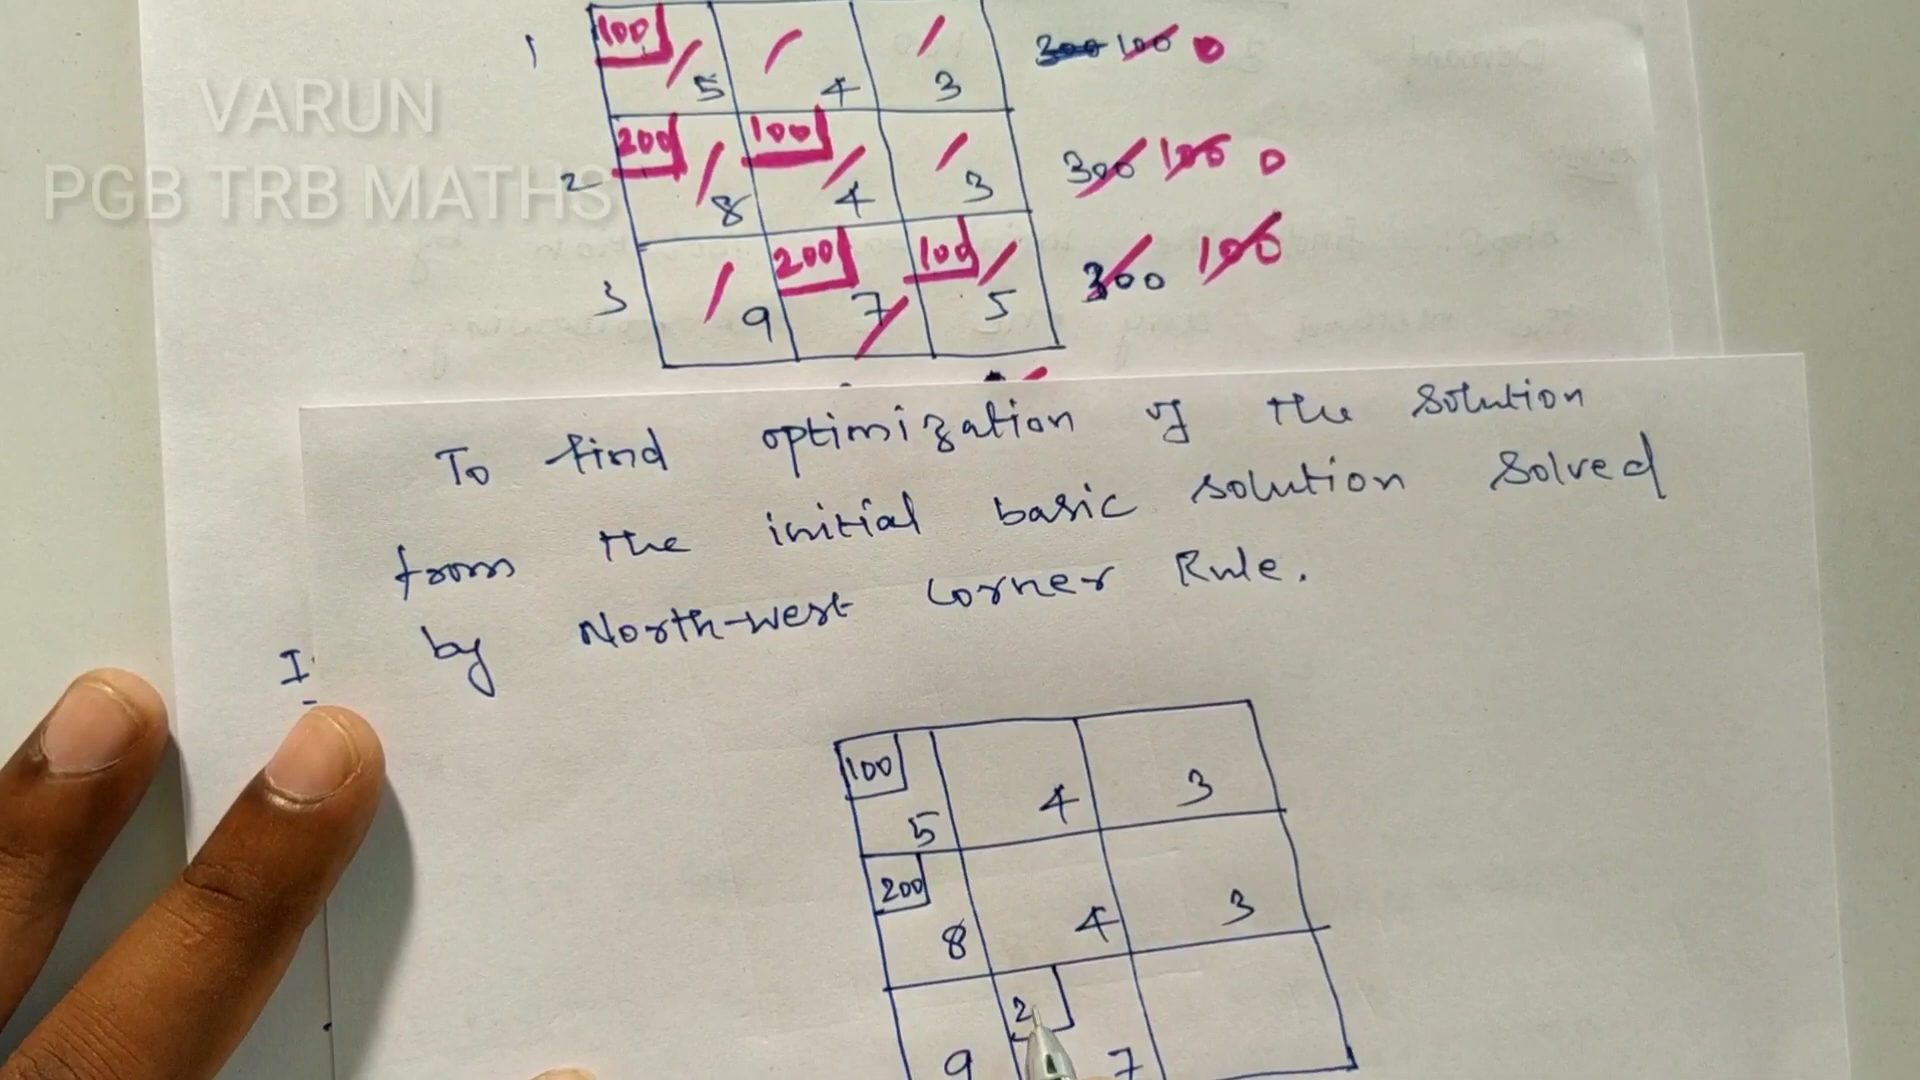 VARUN
PGB TRB MATHS
1 100 5 4 3 300 100 0
2 200 8 100 4 3 300 100 0
3 9 200 7 100 5 300 100
To find optimization of the solution
from the initial basic solution solved
by North-west Corner Rule.
I
100 5 4 3
200 8 4 3
9 2 7